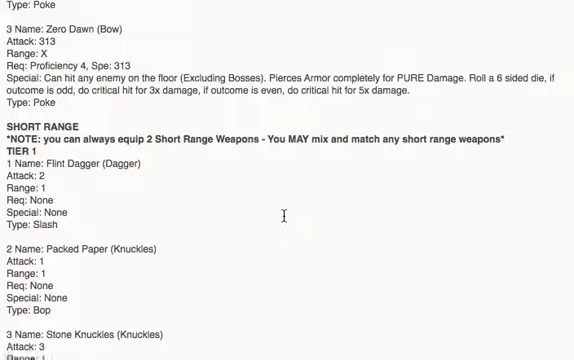 Type: Poke
3 Name: Zero Dawn (Bow)
Attack: 313
Range: X
Req: Proficiency 4, Spe: 313
Special: Can hit any enemy on the floor (Excluding Bosses). Pierces Armor completely for PURE Damage. Roll a 6 sided die, if
outcome is odd, do critical hit for 3x damage, if outcome is even, do critical hit for 5x damage.
Type: Poke
SHORT RANGE
*NOTE: you can always equip 2 Short Range Weapons - You MAY mix and match any short range weapons*
TIER 1
1 Name: Flint Dagger (Dagger)
Attack: 2
Range: 1
Req: None
Special: None
Type: Slash
2 Name: Packed Paper (Knuckles)
Attack: 1
Range: 1
Req: None
Special: None
Type: Bop
3 Name: Stone Knuckles (Knuckles)
Attack: 3
Range: 1